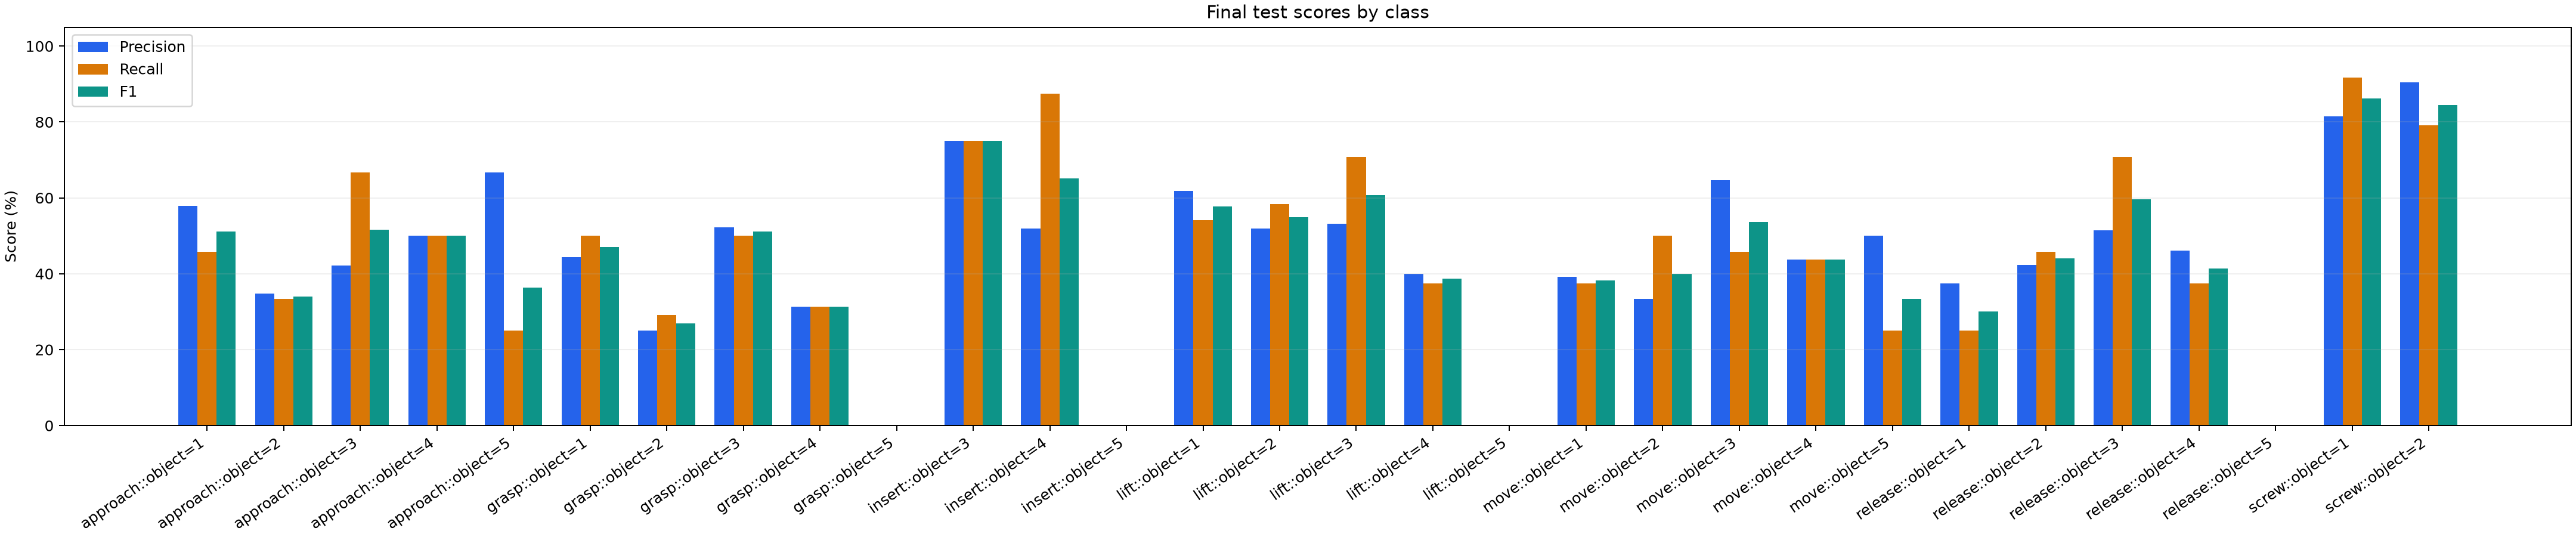 Final test scores by class
Precision
Recall
F1
Score (%)
100
80
60
40
20
0
approach::object=1
approach::object=2
approach::object=3
approach::object=4
approach::object=5
grasp::object=1
grasp::object=2
grasp::object=3
grasp::object=4
grasp::object=5
insert::object=3
insert::object=4
insert::object=5
lift::object=1
lift::object=2
lift::object=3
lift::object=4
lift::object=5
move::object=1
move::object=2
move::object=3
move::object=4
move::object=5
release::object=1
release::object=2
release::object=3
release::object=4
release::object=5
screw::object=1
screw::object=2